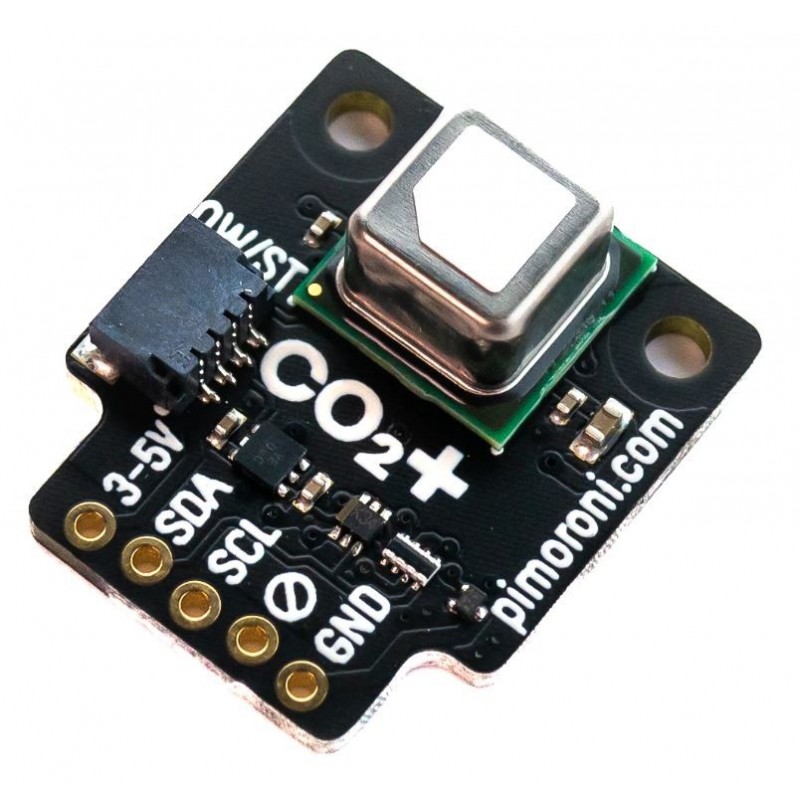 CO₂+
3-5V
SDA
SCL
GND
pimoroni.com